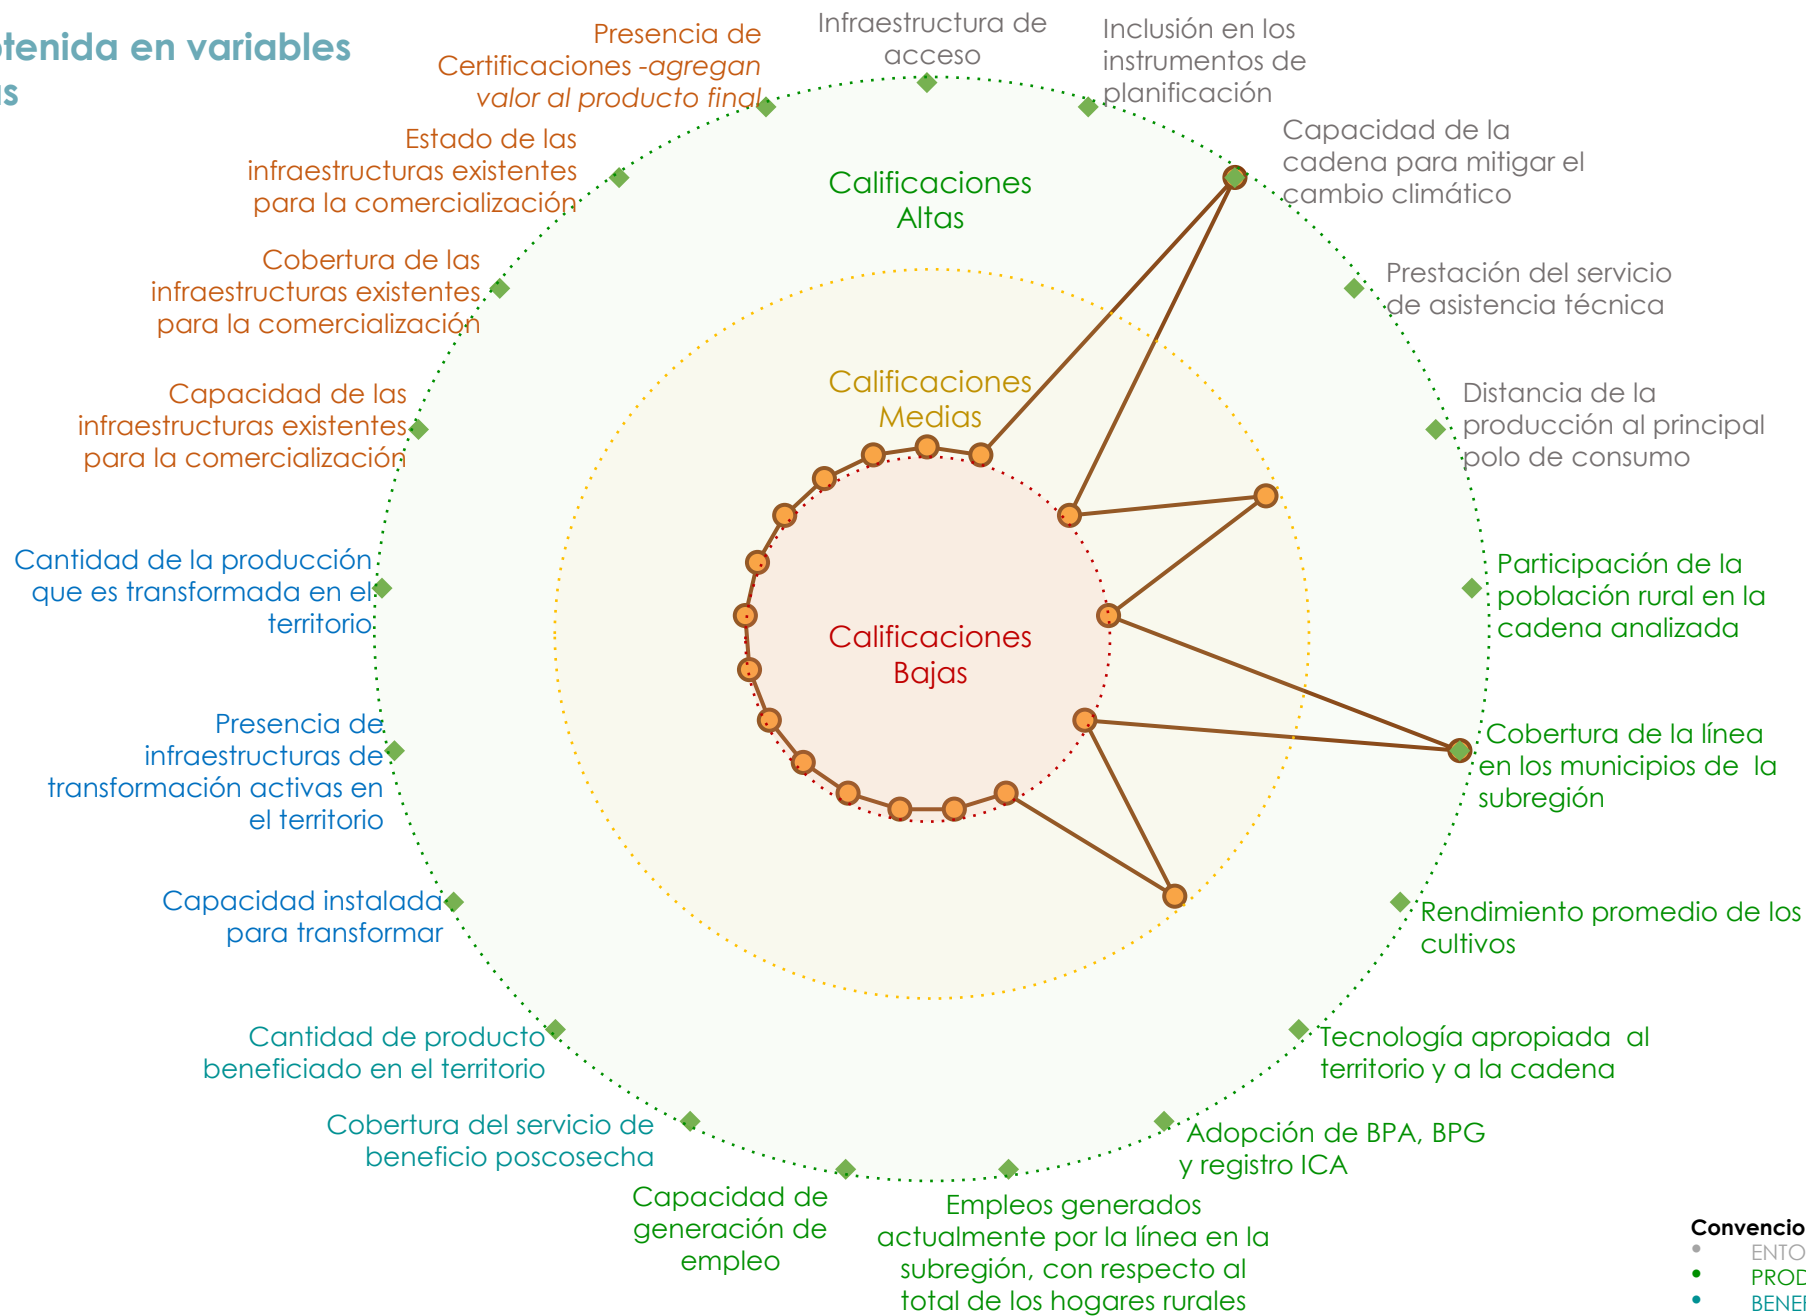 tenida en variables
Infraestructura de
acceso
Inclusión en los
instrumentos de
planificación
Capacidad de la
cadena para mitigar el
cambio climático
Prestación del servicio
de asistencia técnica
Distancia de la
producción al principal
polo de consumo
Participación de la
población rural en la
cadena analizada
Cobertura de la línea
en los municipios de la
subregión
Rendimiento promedio de los
cultivos
Tecnología apropiada al
territorio y a la cadena
Adopción de BPA, BPG
y registro ICA
Empleos generados
actualmente por la línea en la
subregión, con respecto al
total de los hogares rurales
Capacidad de
generación de
empleo
Cobertura del servicio de
beneficio poscosecha
Cantidad de producto
beneficiado en el territorio
Capacidad instalada
para transformar
Presencia de
infraestructuras de
transformación activas en
el territorio
Cantidad de la producción
que es transformada en el
territorio
Capacidad de las
infraestructuras existentes
para la comercialización
Cobertura de las
infraestructuras existentes
para la comercialización
Estado de las
infraestructuras existentes
para la comercialización
Presencia de
Certificaciones -agregan
valor al producto final
Calificaciones
Altas
Calificaciones
Medias
Calificaciones
Bajas
Convencio
ENTO
PROD
BENEF